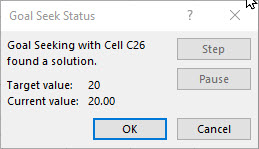 Goal Seek Status ? ×
Goal Seeking with Cell C26 Step
found a solution.
Pause
Target value: 20
Current value: 20.00
OK Cancel